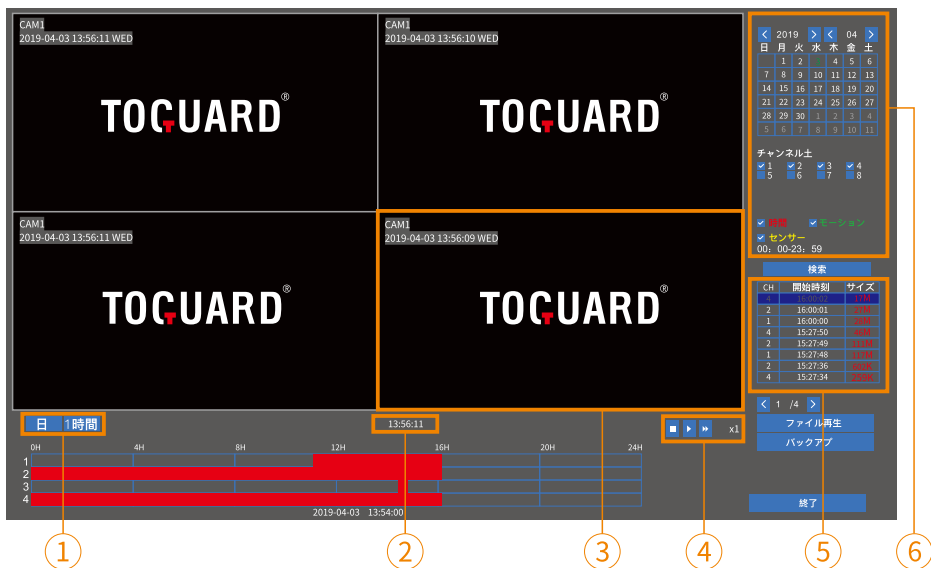 CAM1
2019-04-03 13:56:11 WED
TOGUARD®
CAM1
2019-04-03 13:56:10 WED
TOGUARD®
CAM1
2019-04-03 13:56:11 WED
TOGUARD®
CAM1
2019-04-03 13:56:09 WED
TOGUARD®
< 2019 > < 04 >
日 月 火 水 木 金 土
1 2 3 4 5 6
7 8 9 10 11 12 13
14 15 16 17 18 19 20
21 22 23 24 25 26 27
28 29 30 1 2 3 4
5 6 7 8 9 10 11
チャンネル土
1 2 3 4
5 6 7 8
時間 モーション
センサー
00: 00-23: 59
検索
CH 開始時刻 サイズ
4 16:00:02 17M
2 16:00:01
1 16:00:00
4 15:27:50
2 15:27:49
1 15:27:48
2 15:27:36
4 15:27:34
< 1 /4 >
ファイル再生
バックアプ
終了
日 1時間
13:56:11
x1
0H 4H 8H 12H 16H 20H 24H
1
2
3
4
2019-04-03 13:54:00
1 2 3 4 5 6